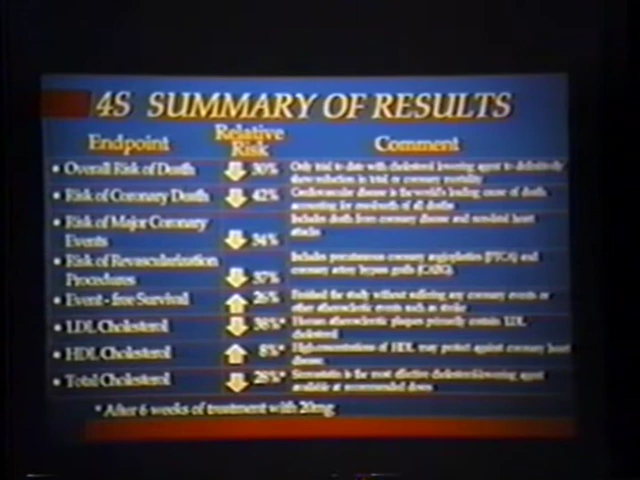 4S SUMMARY OF RESULTS
Endpoint Relative Risk Comment
• Overall Risk of Death 30% Only trial to date with cholesterol lowering agent to definitively
show reduction in total or coronary mortality
• Risk of Coronary Death 42% Cardiovascular disease is the world's leading cause of death
accounting for of all deaths
• Risk of Major Coronary Includes death from coronary disease and nonfatal heart
Events 34% attacks
• Risk of Revascularization Includes percutaneous coronary angioplasties (PTCA) and
Procedures 37% coronary artery bypass grafts (CABG).
• Event-free Survival 26% Finished the study without suffering any coronary events or
other atherosclerotic events such as stroke
• LDL Cholesterol 38%* Human atherosclerotic plaques primarily contain LDL
cholesterol
• HDL Cholesterol 8%* High concentrations of HDL may protect against coronary heart
disease
• Total Cholesterol 28%* Simvastatin is the most effective cholesterol-lowering agent
available at recommended doses
* After 6 weeks of treatment with 20mg